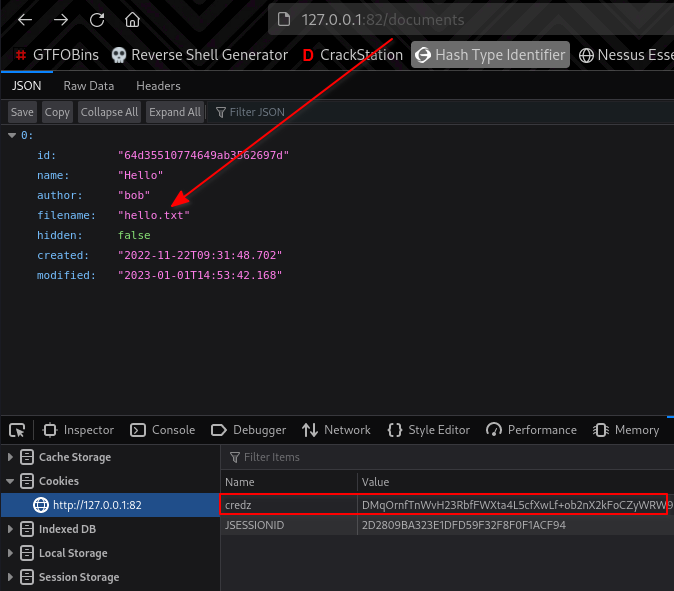 127.0.0.1:82/documents
GTFOBins Reverse Shell Generator CrackStation Hash Type Identifier Nessus Esse
JSON Raw Data Headers
Save Copy Collapse All Expand All Filter JSON
0:
id: "64d35510774649ab3562697d"
name: "Hello"
author: "bob"
filename: "hello.txt"
hidden: false
created: "2022-11-22T09:31:48.702"
modified: "2023-01-01T14:53:42.168"
Inspector Console Debugger Network Style Editor Performance Memory
Cache Storage Filter Items
Cookies Name Value
http://127.0.0.1:82 credz DMqOrnfTnWvH23RbfFWXta4L5cfXwLf+ob2nX2kFoCZyWRW9
Indexed DB JSESSIONID 2D2809BA323E1DFD59F32F8F0F1ACF94
Local Storage
Session Storage